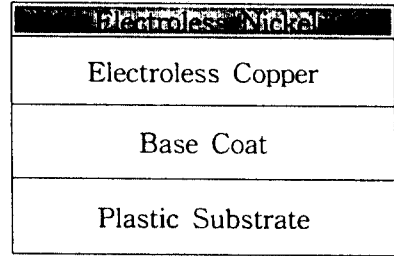 Electroless Nickel
Electroless Copper
Base Coat
Plastic Substrate